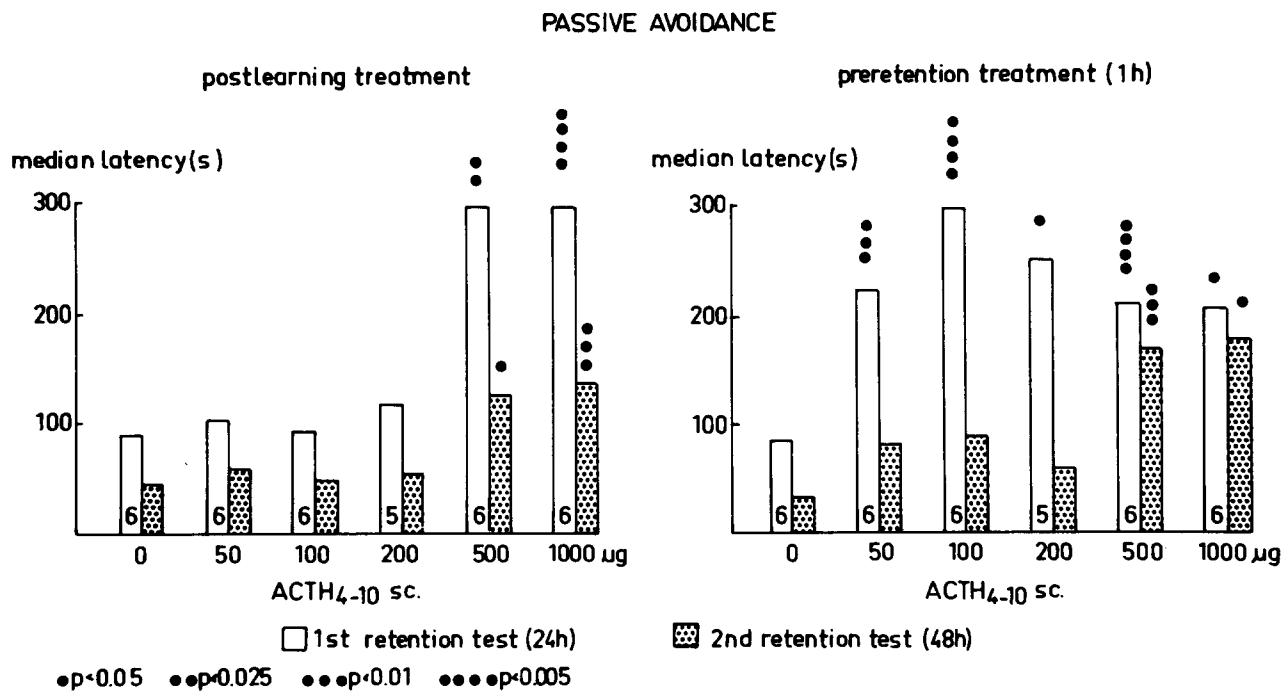 PASSIVE AVOIDANCE
postlearning treatment
median latency(s)
300
200
100
6 6 6 5 6 6
0 50 100 200 500 1000 µg
ACTH4-10 sc.
preretention treatment (1h)
median latency(s)
300
200
100
6 6 6 5 6 6
0 50 100 200 500 1000 µg
ACTH4-10 sc.
1st retention test (24h)
2nd retention test (48h)
•p<0.05 ••p<0.025 •••p<0.01 ••••p<0.005